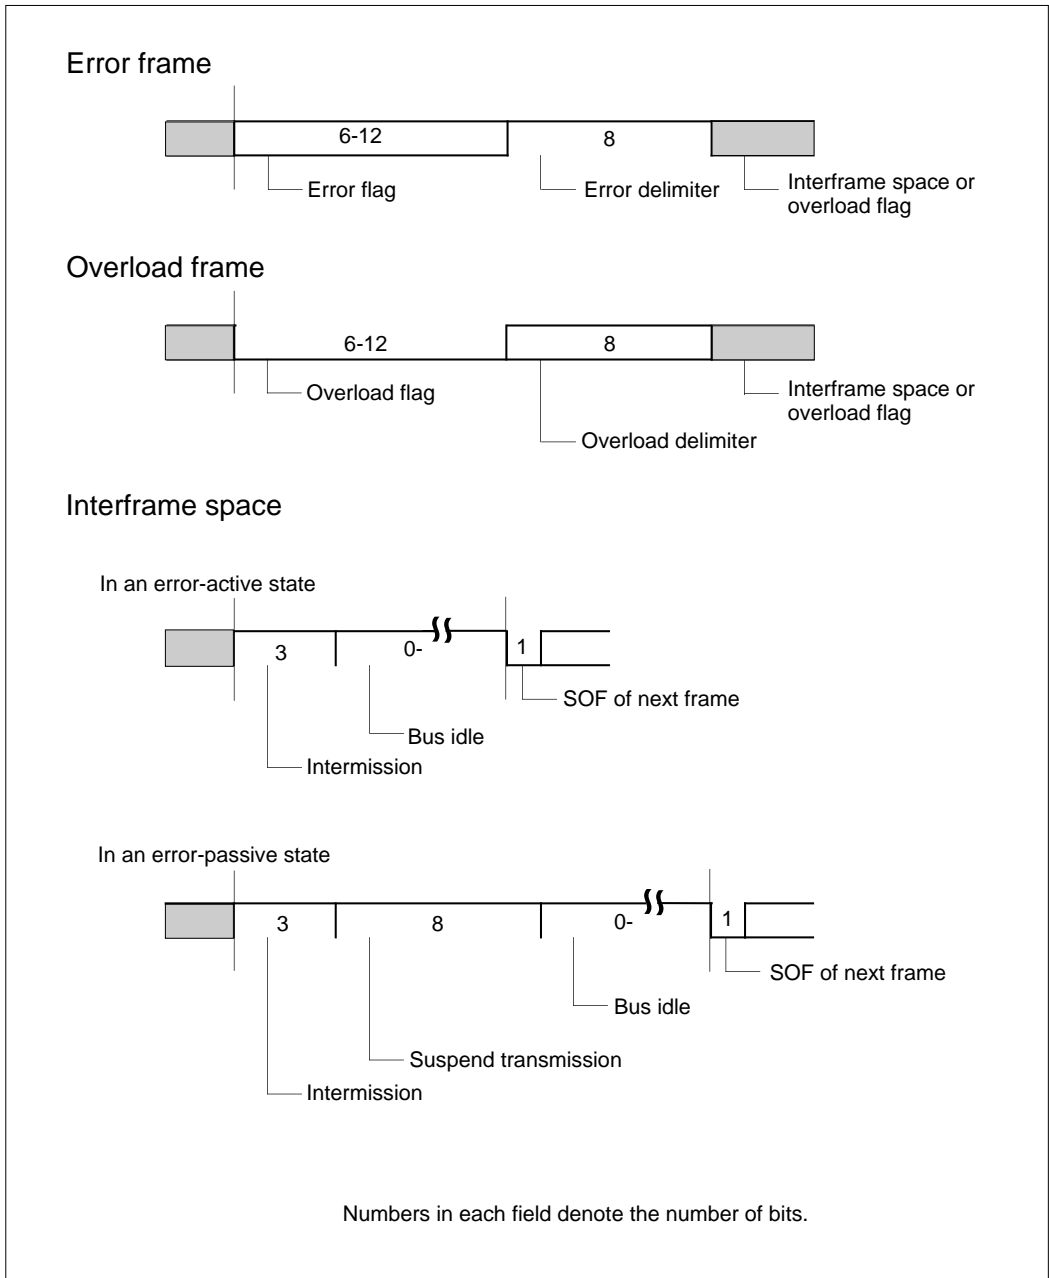 Error frame
6-12
8
Error flag
Error delimiter
Interframe space or
overload flag
Overload frame
6-12
8
Overload flag
Interframe space or
overload flag
Overload delimiter
Interframe space
In an error-active state
3
0-
1
SOF of next frame
Bus idle
Intermission
In an error-passive state
3
8
0-
1
SOF of next frame
Bus idle
Suspend transmission
Intermission
Numbers in each field denote the number of bits.